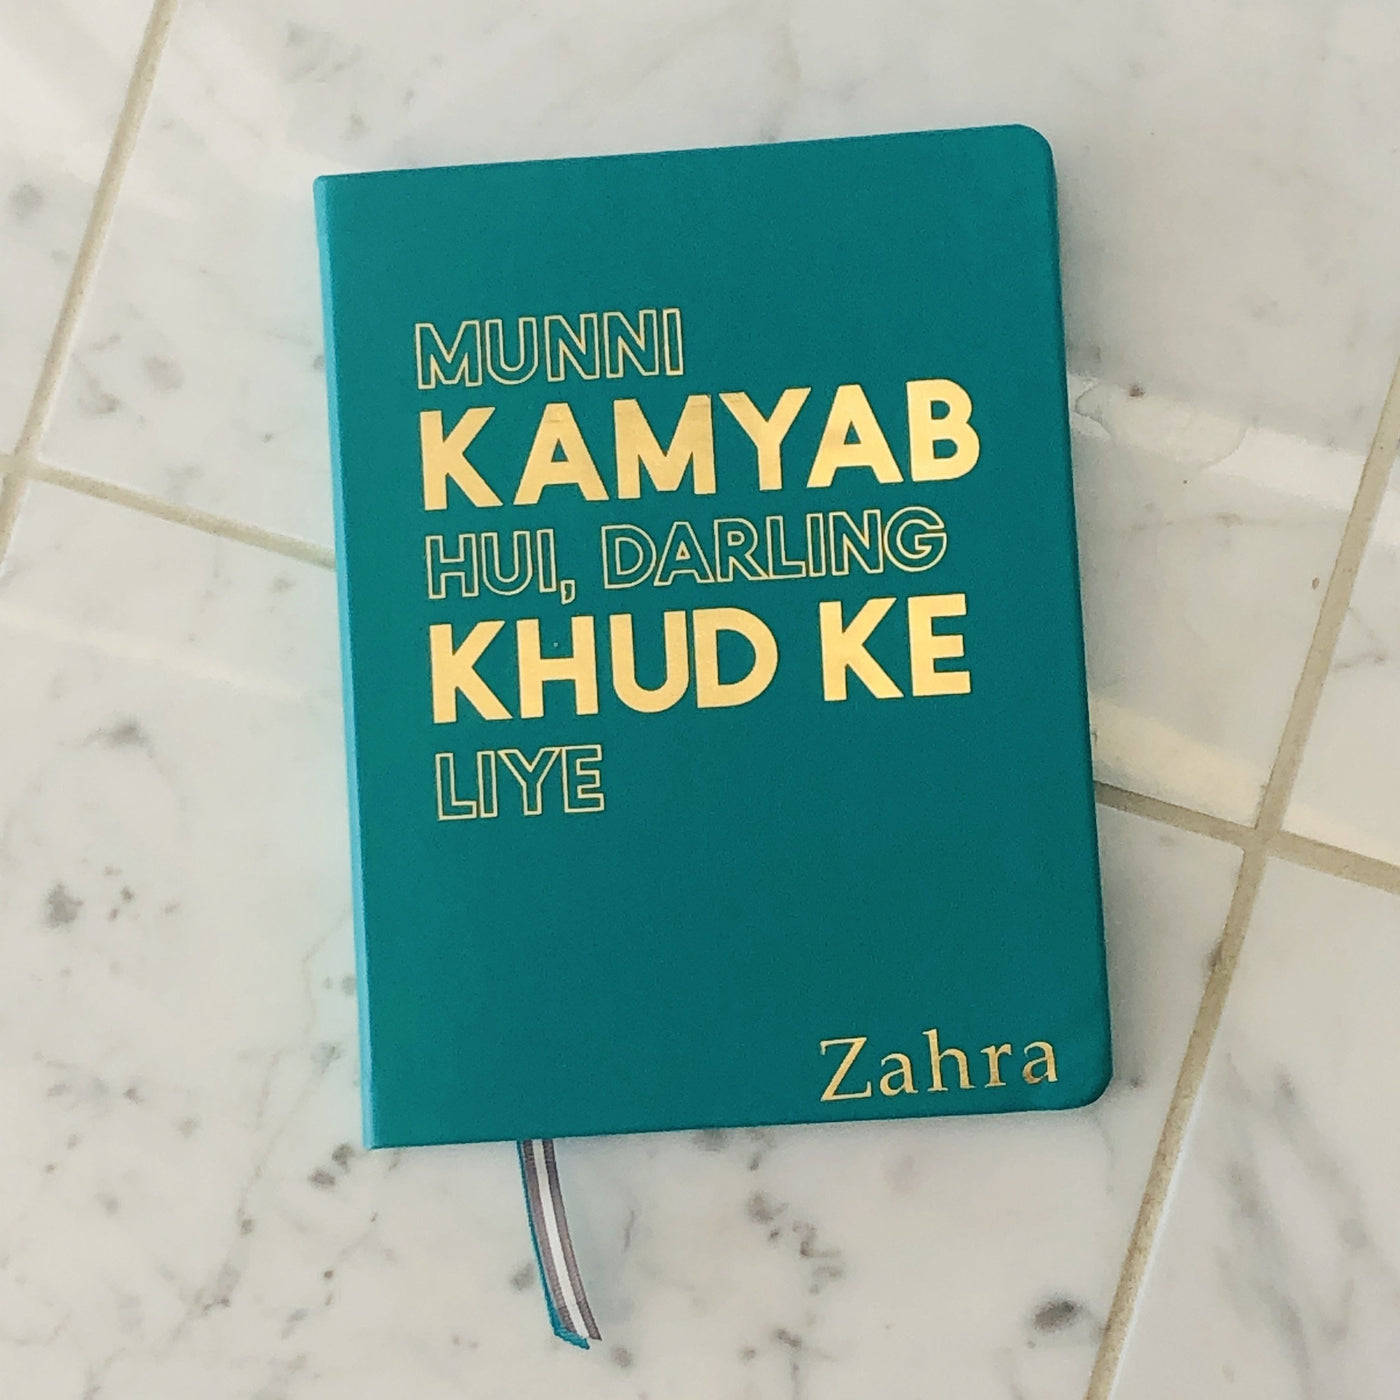 MUNNI
KAMYAB
HUI, DARLING
KHUD KE
LIYE
Zahra